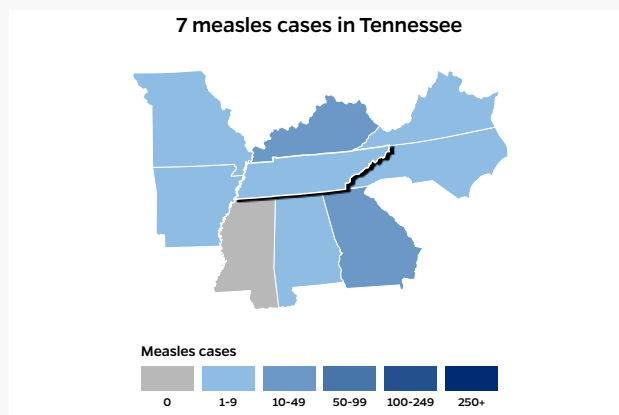 7 measles cases in Tennessee
Measles cases
0 1-9 10-49 50-99 100-249 250+